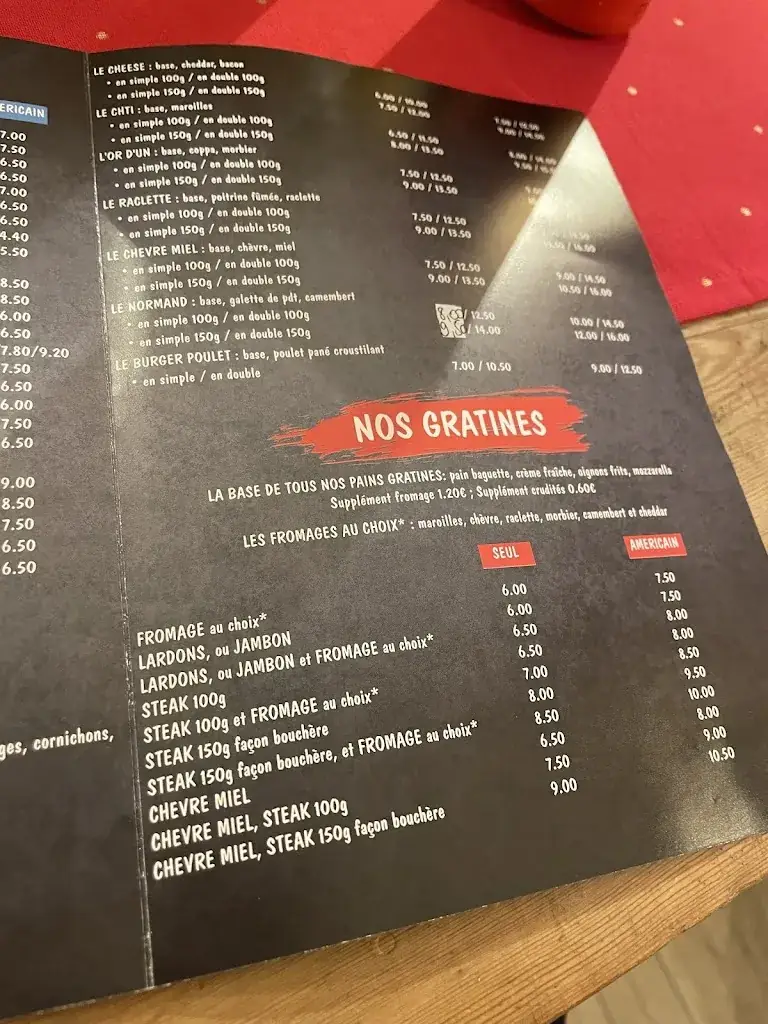 ERICAIN
7.00
7.50
6.50
6.50
7.00
6.50
6.50
4.40
5.50
8.50
8.50
6.00
6.50
7.80/9.20
7.50
6.50
6.00
7.50
6.50
9.00
8.50
7.50
6.50
6.50
ges, cornichons,
LE CHEESE : base, cheddar, bacon
• en simple 100g / en double 100g 6.00 / 10.00
• en simple 150g / en double 150g 7.50 / 12.00
LE CHTI : base, maroilles
• en simple 100g / en double 100g 6.50 / 11.50
• en simple 150g / en double 150g 8.00 / 13.50
L'OR D'UN : base, coppa, morbier
• en simple 100g / en double 100g 7.50 / 12.50
• en simple 150g / en double 150g 9.00 / 13.50
LE RACLETTE : base, poitrine fûmée, raclette
• en simple 100g / en double 100g 7.50 / 12.50
• en simple 150g / en double 150g 9.00 / 13.50
LE CHEVRE MIEL : base, chèvre, miel
• en simple 100g / en double 100g 7.50 / 12.50 9.00 / 14.50
• en simple 150g / en double 150g 9.00 / 13.50 10.50 / 16.00
LE NORMAND : base, galette de pdt, camembert
• en simple 100g / en double 100g 8,00 / 12.50 10.00 / 14.50
• en simple 150g / en double 150g 9,50 / 14.00 12.00 / 16.00
LE BURGER POULET : base, poulet pané croustilant
• en simple / en double 7.00 / 10.50 9.00 / 12.50
NOS GRATINES
LA BASE DE TOUS NOS PAINS GRATINES: pain baguette, crème fraîche, oignons frits, mozzarella
Supplément fromage 1.20€ ; Supplément crudités 0.60€
LES FROMAGES AU CHOIX* : maroilles, chèvre, raclette, morbier, camembert et cheddar
SEUL AMERICAIN
FROMAGE au choix* 6.00 7.50
LARDONS, ou JAMBON 6.00 7.50
LARDONS, ou JAMBON et FROMAGE au choix* 6.50 8.00
STEAK 100g 6.50 8.00
STEAK 100g et FROMAGE au choix* 7.00 8.50
STEAK 150g façon bouchère 8.00 9.50
STEAK 150g façon bouchère, et FROMAGE au choix* 8.50 10.00
CHEVRE MIEL 6.50 8.00
CHEVRE MIEL, STEAK 100g 7.50 9.00
CHEVRE MIEL, STEAK 150g façon bouchère 9.00 10.50